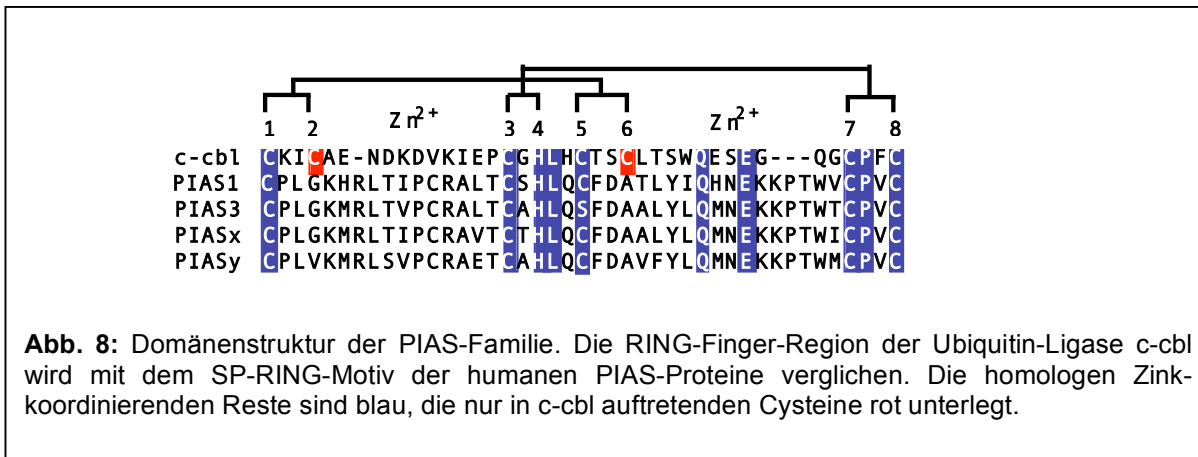 Zn2+ Zn2+
1 2 3 4 5 6 7 8
c-cbl CKICAE-NDKDVKIEPCGHLHCTSCLTSWQESEG---QGCPFC
PIAS1 CPLGKHRLTIPCRALTCSHLQCFDATLYIQHNEKKPTWVCPVC
PIAS3 CPLGKMRLTVPCRALTCAHLQSFDAALYLQMNEKKPTWTCPVC
PIASx CPLGKMRLTIPCRAVTCTHLQCFDAALYLQMNEKKPTWICPVC
PIASy CPLVKMRLSVPCRAETCAHLQCFDAVFYLQMNEKKPTWMCPVC
Abb. 8: Domänenstruktur der PIAS-Familie. Die RING-Finger-Region der Ubiquitin-Ligase c-cbl
wird mit dem SP-RING-Motiv der humanen PIAS-Proteine verglichen. Die homologen Zink-
koordinierenden Reste sind blau, die nur in c-cbl auftretenden Cysteine rot unterlegt.